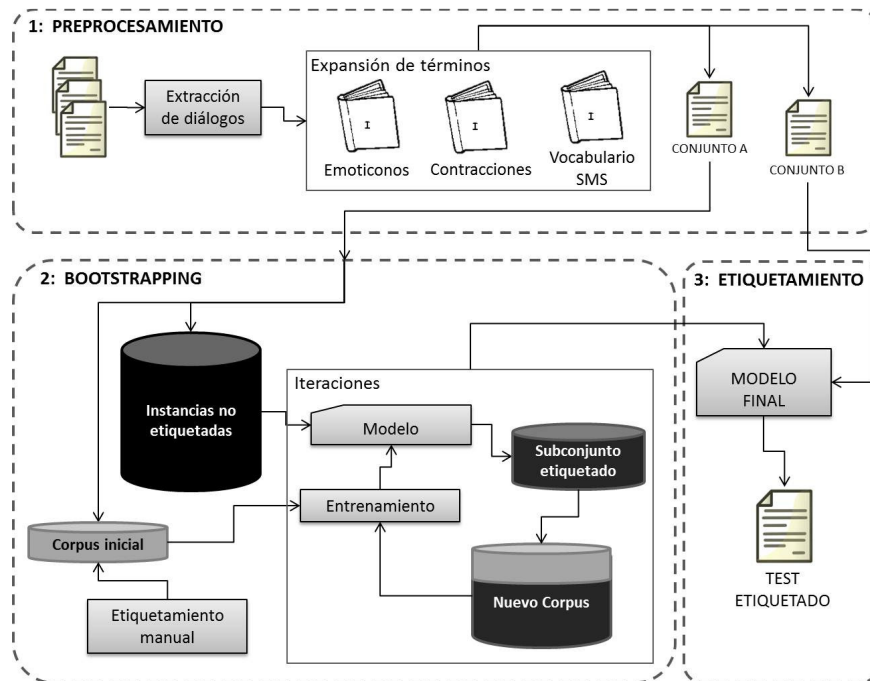 1: PREPROCESAMIENTO
Extracción
de diálogos
Expansión de términos
I
I
I
Emoticonos
Contracciones
Vocabulario
SMS
CONJUNTO A
CONJUNTO B
2: BOOTSTRAPPING
Instancias no
etiquetadas
Iteraciones
Modelo
Subconjunto
etiquetado
Entrenamiento
Corpus inicial
Nuevo Corpus
Etiquetamiento
manual
3: ETIQUETAMIENTO
MODELO
FINAL
TEST
ETIQUETADO